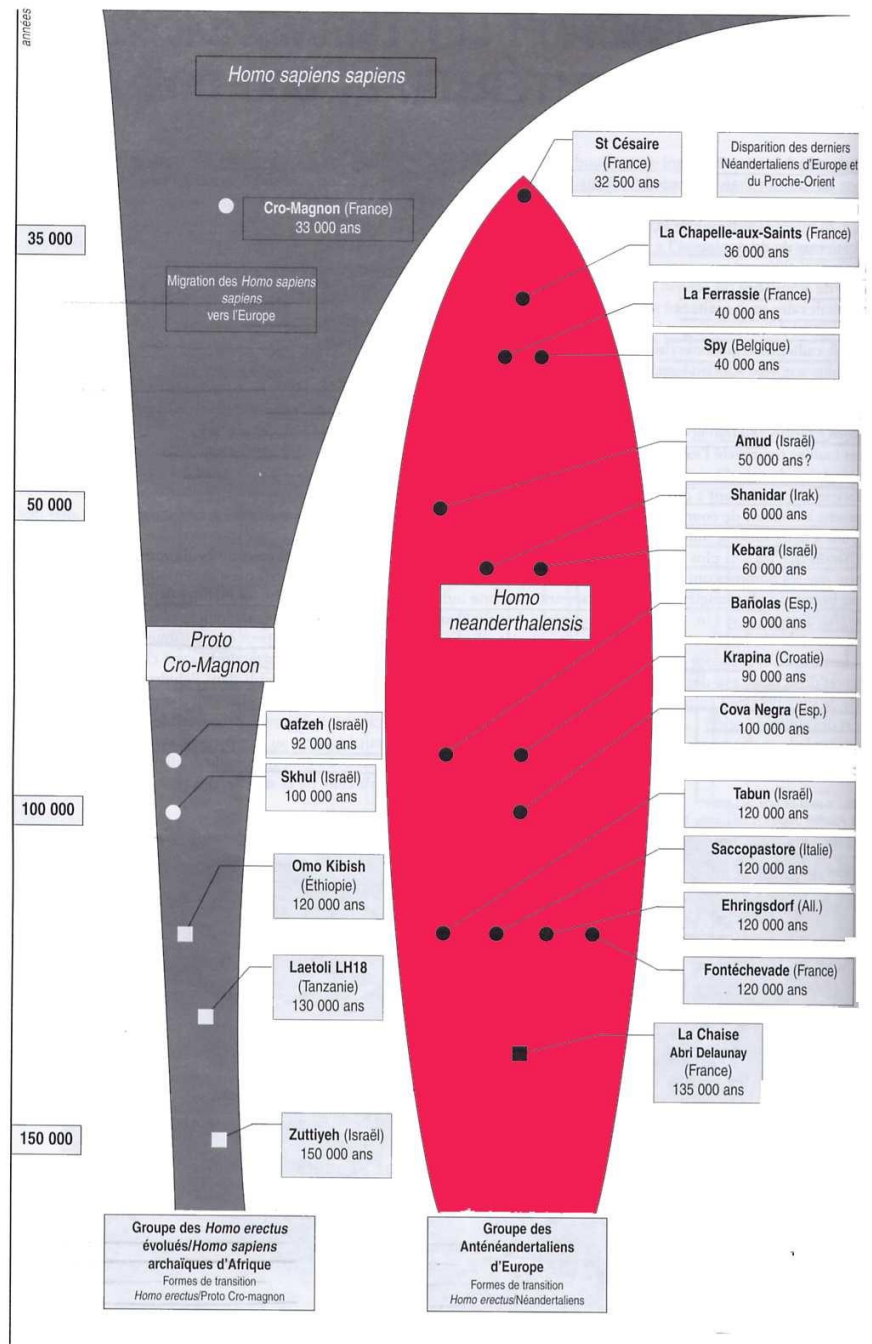 années
Homo sapiens sapiens
St Césaire
(France)
32 500 ans
Disparition des derniers
Néandertaliens d'Europe et
du Proche-Orient
Cro-Magnon (France)
33 000 ans
35 000
La Chapelle-aux-Saints (France)
36 000 ans
Migration des Homo sapiens
sapiens
vers l'Europe
La Ferrassie (France)
40 000 ans
Spy (Belgique)
40 000 ans
Amud (Israël)
50 000 ans ?
50 000
Shanidar (Irak)
60 000 ans
Kebara (Israël)
60 000 ans
Homo
neanderthalensis
Bañolas (Esp.)
90 000 ans
Proto
Cro-Magnon
Krapina (Croatie)
90 000 ans
Cova Negra (Esp.)
100 000 ans
Qafzeh (Israël)
92 000 ans
Skhul (Israël)
100 000 ans
100 000
Tabun (Israël)
120 000 ans
Saccopastore (Italie)
120 000 ans
Omo Kibish
(Éthiopie)
120 000 ans
Ehringsdorf (All.)
120 000 ans
Laetoli LH18
(Tanzanie)
130 000 ans
Fontéchevade (France)
120 000 ans
La Chaise
Abri Delaunay
(France)
135 000 ans
150 000
Zuttiyeh (Israël)
150 000 ans
Groupe des Homo erectus
évolués/Homo sapiens
archaïques d'Afrique
Formes de transition
Homo erectus/Proto Cro-magnon
Groupe des
Anténéandertaliens
d'Europe
Formes de transition
Homo erectus/Néandertaliens